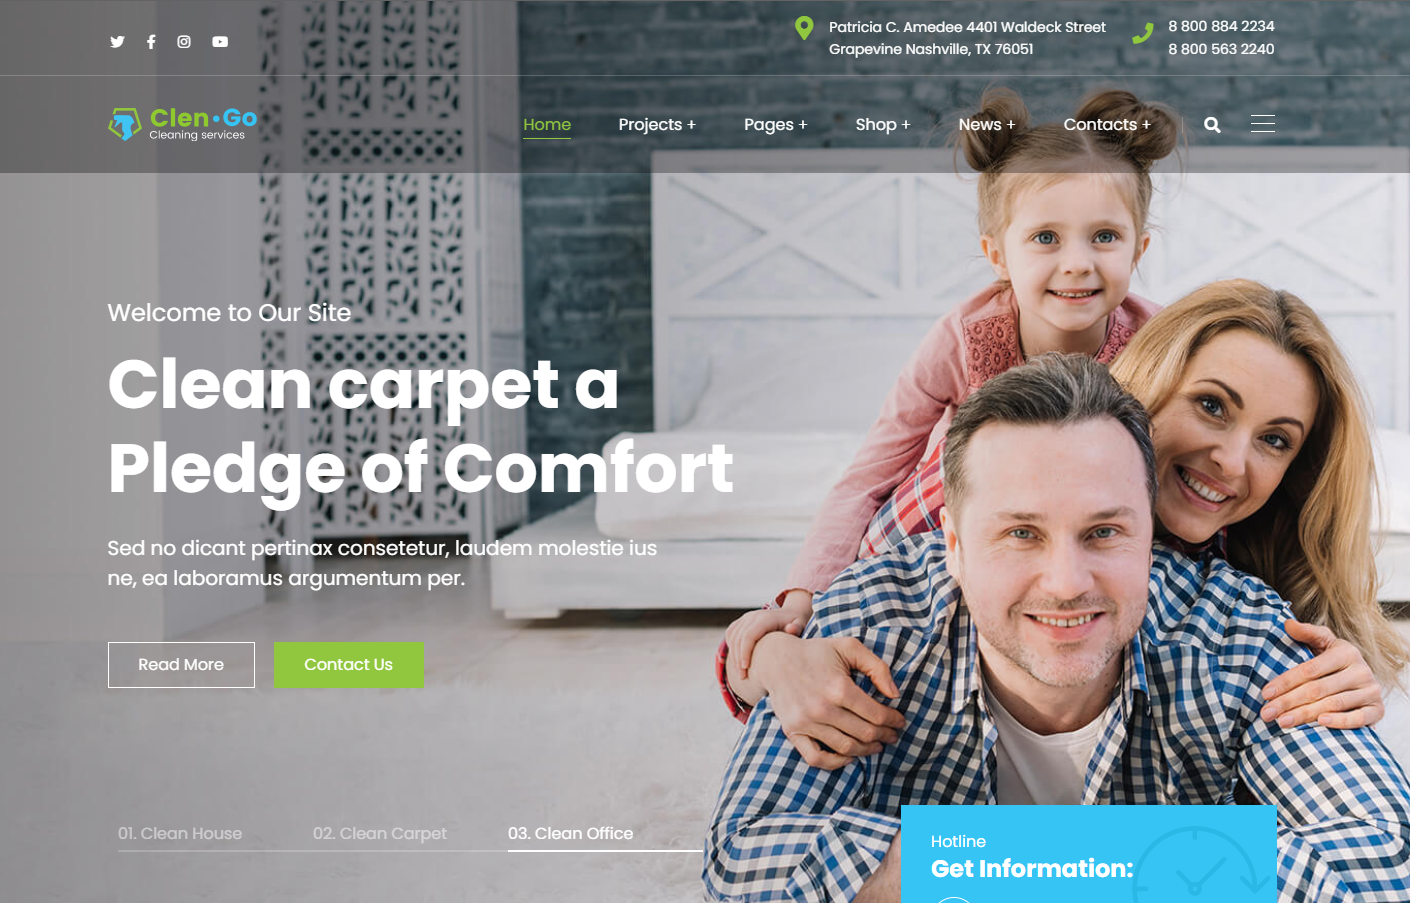 Patricia C. Amedee 4401 Waldeck Street
Grapevine Nashville, TX 76051
8 800 884 2234
8 800 563 2240
Clen·Go
Cleaning services
Home
Projects +
Pages +
Shop +
News +
Contacts +
Welcome to Our Site
Clean carpet a
Pledge of Comfort
Sed no dicant pertinax consetetur, laudem molestie ius
ne, ea laboramus argumentum per.
Read More
Contact Us
01. Clean House
02. Clean Carpet
03. Clean Office
Hotline
Get Information: